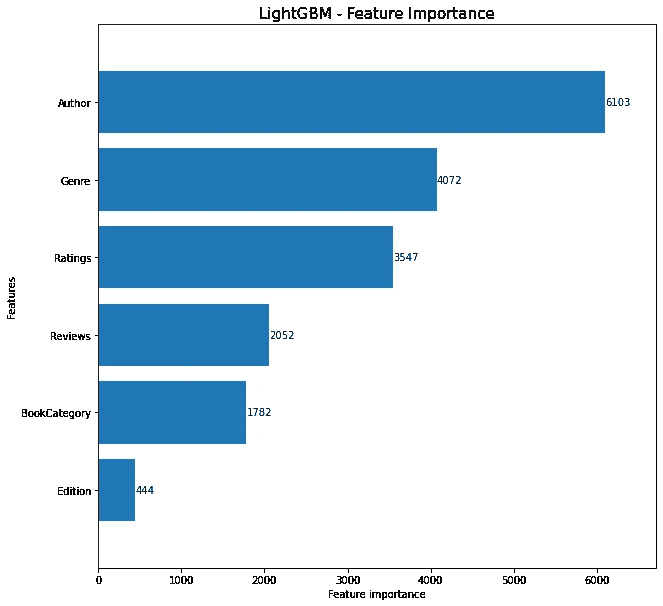 LightGBM - Feature Importance
Author
6103
Genre
4072
Ratings
3547
Features
Reviews
2052
BookCategory
1782
Edition
444
0 1000 2000 3000 4000 5000 6000
Feature importance